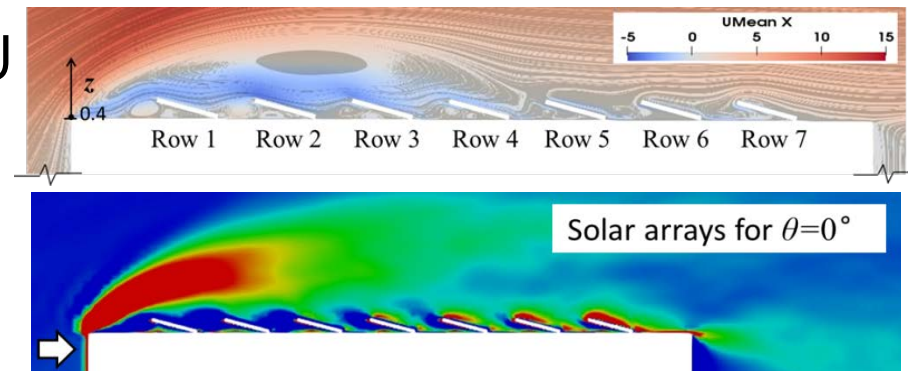 U
UMean X
-5 0 5 10 15
z
0.4
Row 1 Row 2 Row 3 Row 4 Row 5 Row 6 Row 7
Solar arrays for θ=0°